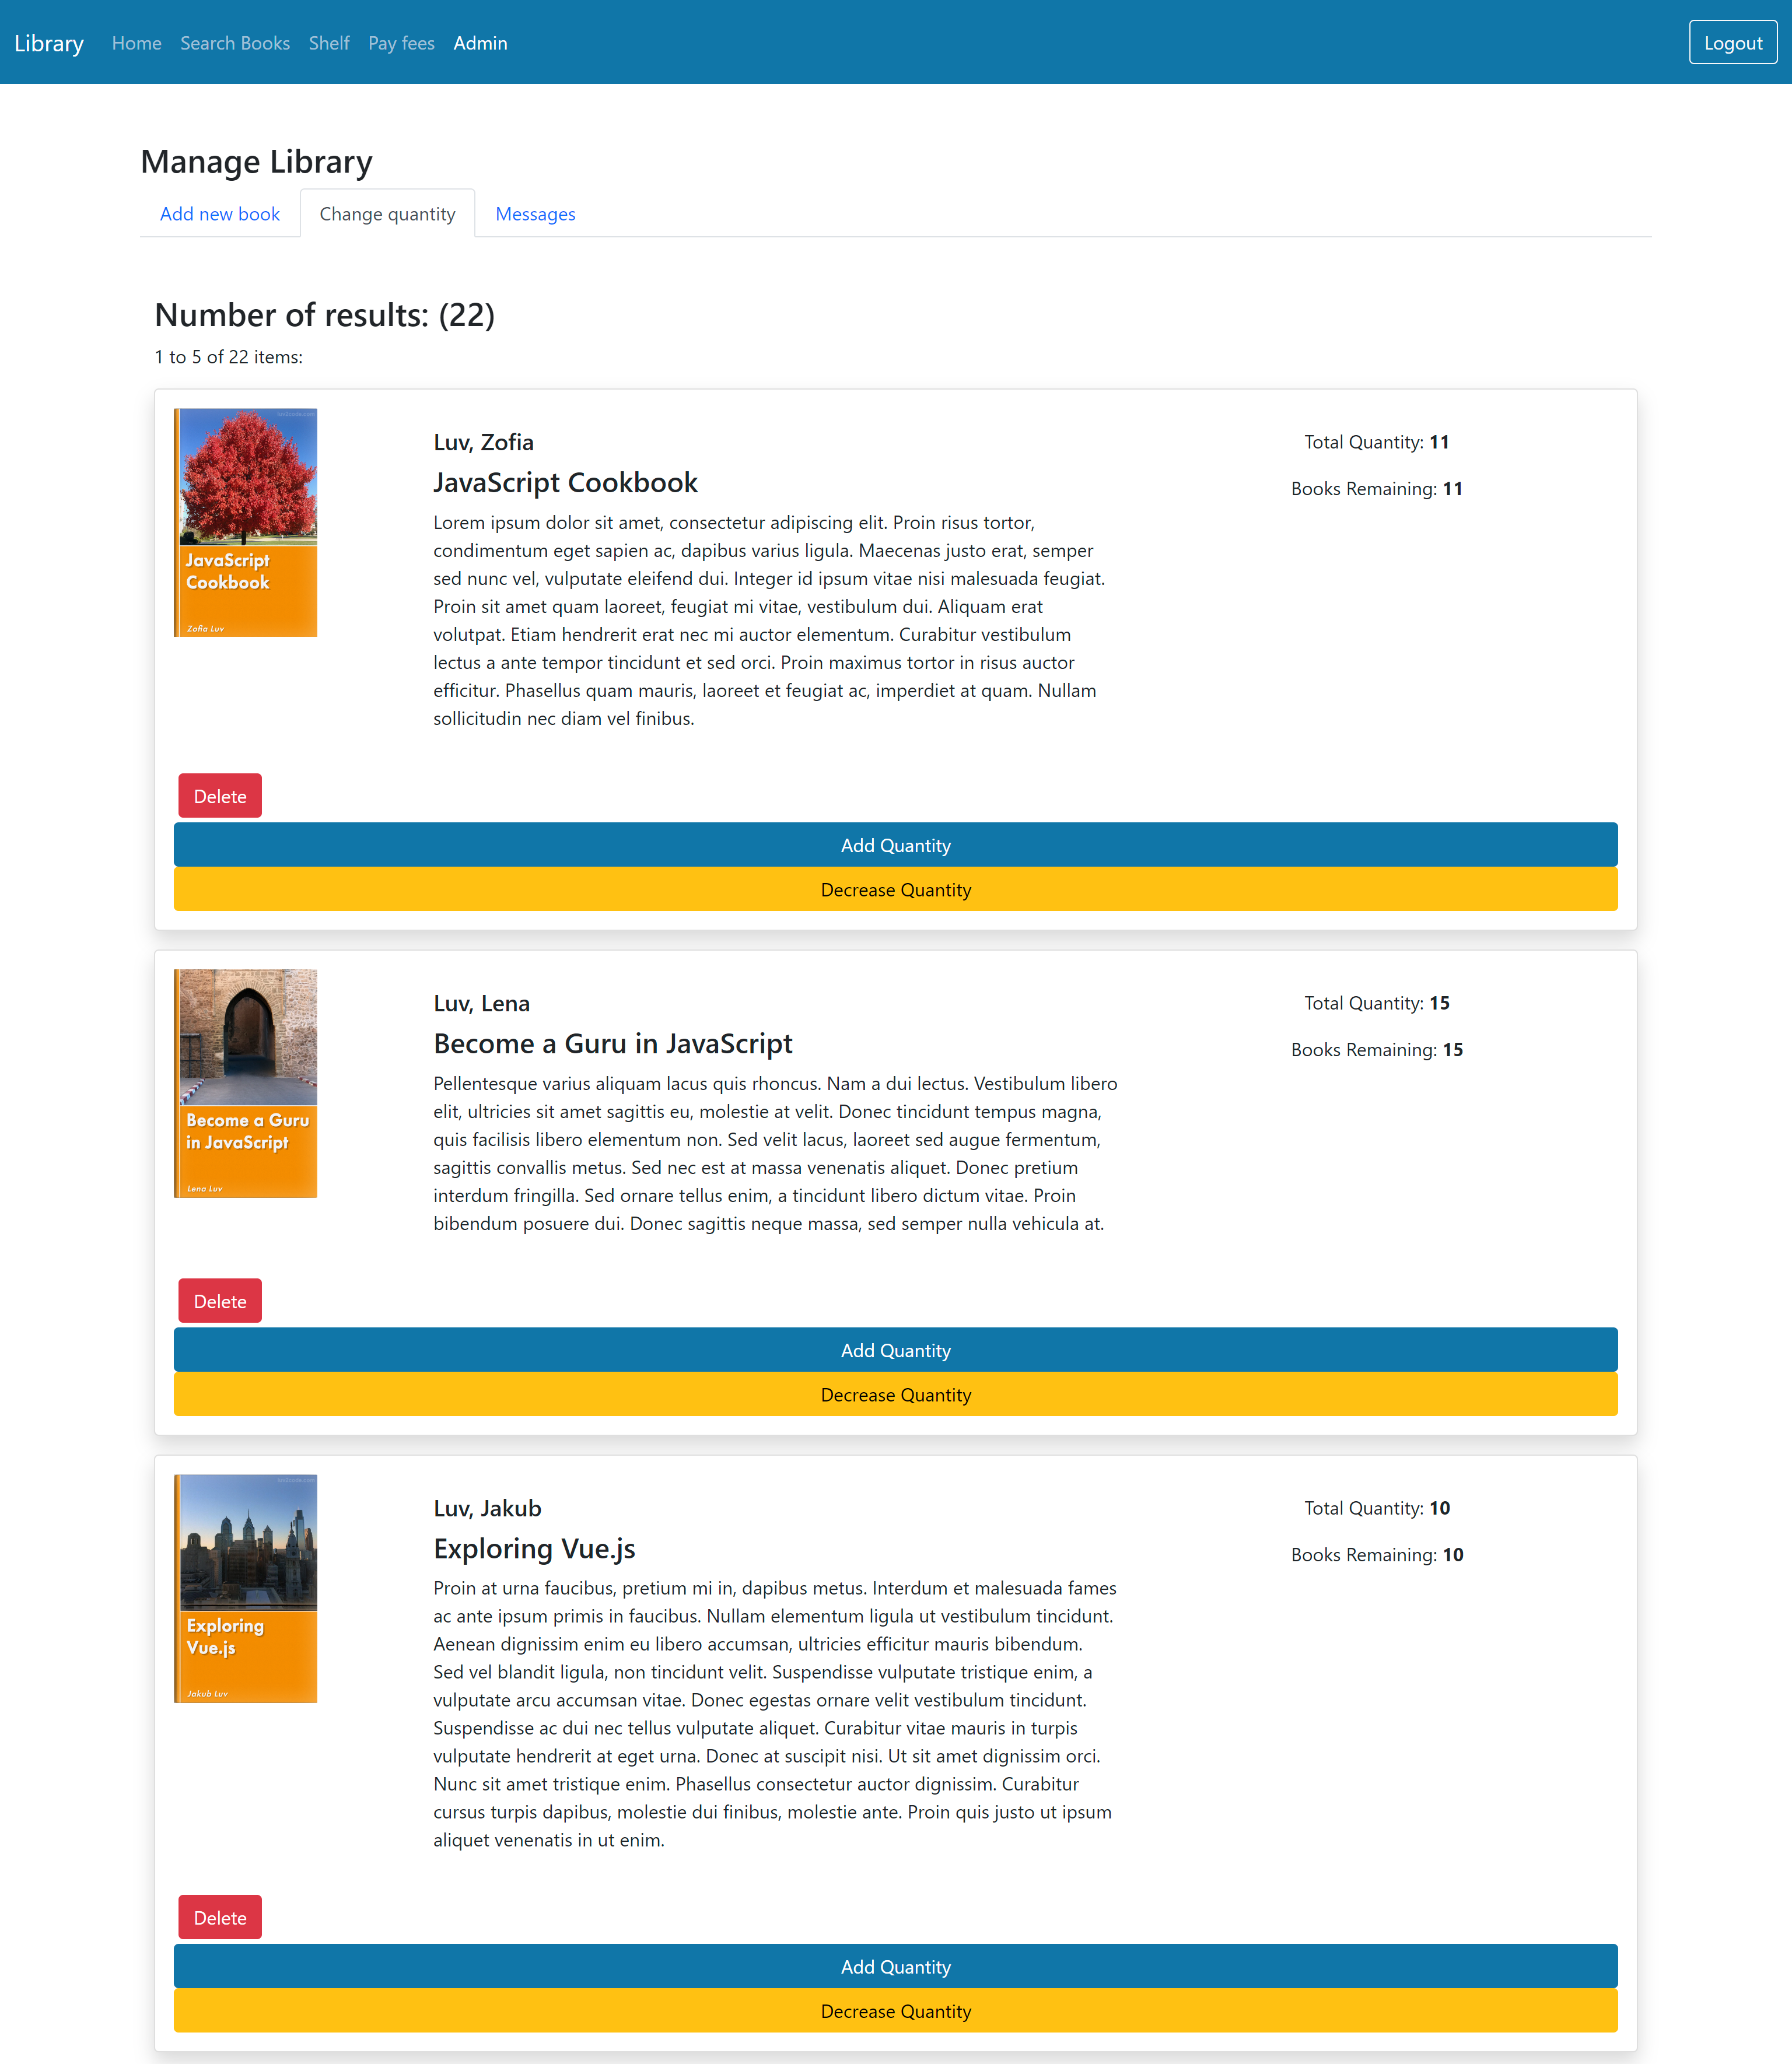 Library Home Search Books Shelf Pay fees Admin Logout
Manage Library
Add new book Change quantity Messages
Number of results: (22)
1 to 5 of 22 items:
JavaScript
Cookbook
Zofia Luv
Luv, Zofia
JavaScript Cookbook
Lorem ipsum dolor sit amet, consectetur adipiscing elit. Proin risus tortor,
condimentum eget sapien ac, dapibus varius ligula. Maecenas justo erat, semper
sed nunc vel, vulputate eleifend dui. Integer id ipsum vitae nisi malesuada feugiat.
Proin sit amet quam laoreet, feugiat mi vitae, vestibulum dui. Aliquam erat
volutpat. Etiam hendrerit erat nec mi auctor elementum. Curabitur vestibulum
lectus a ante tempor tincidunt et sed orci. Proin maximus tortor in risus auctor
efficitur. Phasellus quam mauris, laoreet et feugiat ac, imperdiet at quam. Nullam
sollicitudin nec diam vel finibus.
Total Quantity: 11
Books Remaining: 11
Delete
Add Quantity
Decrease Quantity
Become a Guru
in JavaScript
Lena Luv
Luv, Lena
Become a Guru in JavaScript
Pellentesque varius aliquam lacus quis rhoncus. Nam a dui lectus. Vestibulum libero
elit, ultricies sit amet sagittis eu, molestie at velit. Donec tincidunt tempus magna,
quis facilisis libero elementum non. Sed velit lacus, laoreet sed augue fermentum,
sagittis convallis metus. Sed nec est at massa venenatis aliquet. Donec pretium
interdum fringilla. Sed ornare tellus enim, a tincidunt libero dictum vitae. Proin
bibendum posuere dui. Donec sagittis neque massa, sed semper nulla vehicula at.
Total Quantity: 15
Books Remaining: 15
Delete
Add Quantity
Decrease Quantity
Exploring
Vue.js
Jakub Luv
Luv, Jakub
Exploring Vue.js
Proin at urna faucibus, pretium mi in, dapibus metus. Interdum et malesuada fames
ac ante ipsum primis in faucibus. Nullam elementum ligula ut vestibulum tincidunt.
Aenean dignissim enim eu libero accumsan, ultricies efficitur mauris bibendum.
Sed vel blandit ligula, non tincidunt velit. Suspendisse vulputate tristique enim, a
vulputate arcu accumsan vitae. Donec egestas ornare velit vestibulum tincidunt.
Suspendisse ac dui nec tellus vulputate aliquet. Curabitur vitae mauris in turpis
vulputate hendrerit at eget urna. Donec at suscipit nisi. Ut sit amet dignissim orci.
Nunc sit amet tristique enim. Phasellus consectetur auctor dignissim. Curabitur
cursus turpis dapibus, molestie dui finibus, molestie ante. Proin quis justo ut ipsum
aliquet venenatis in ut enim.
Total Quantity: 10
Books Remaining: 10
Delete
Add Quantity
Decrease Quantity